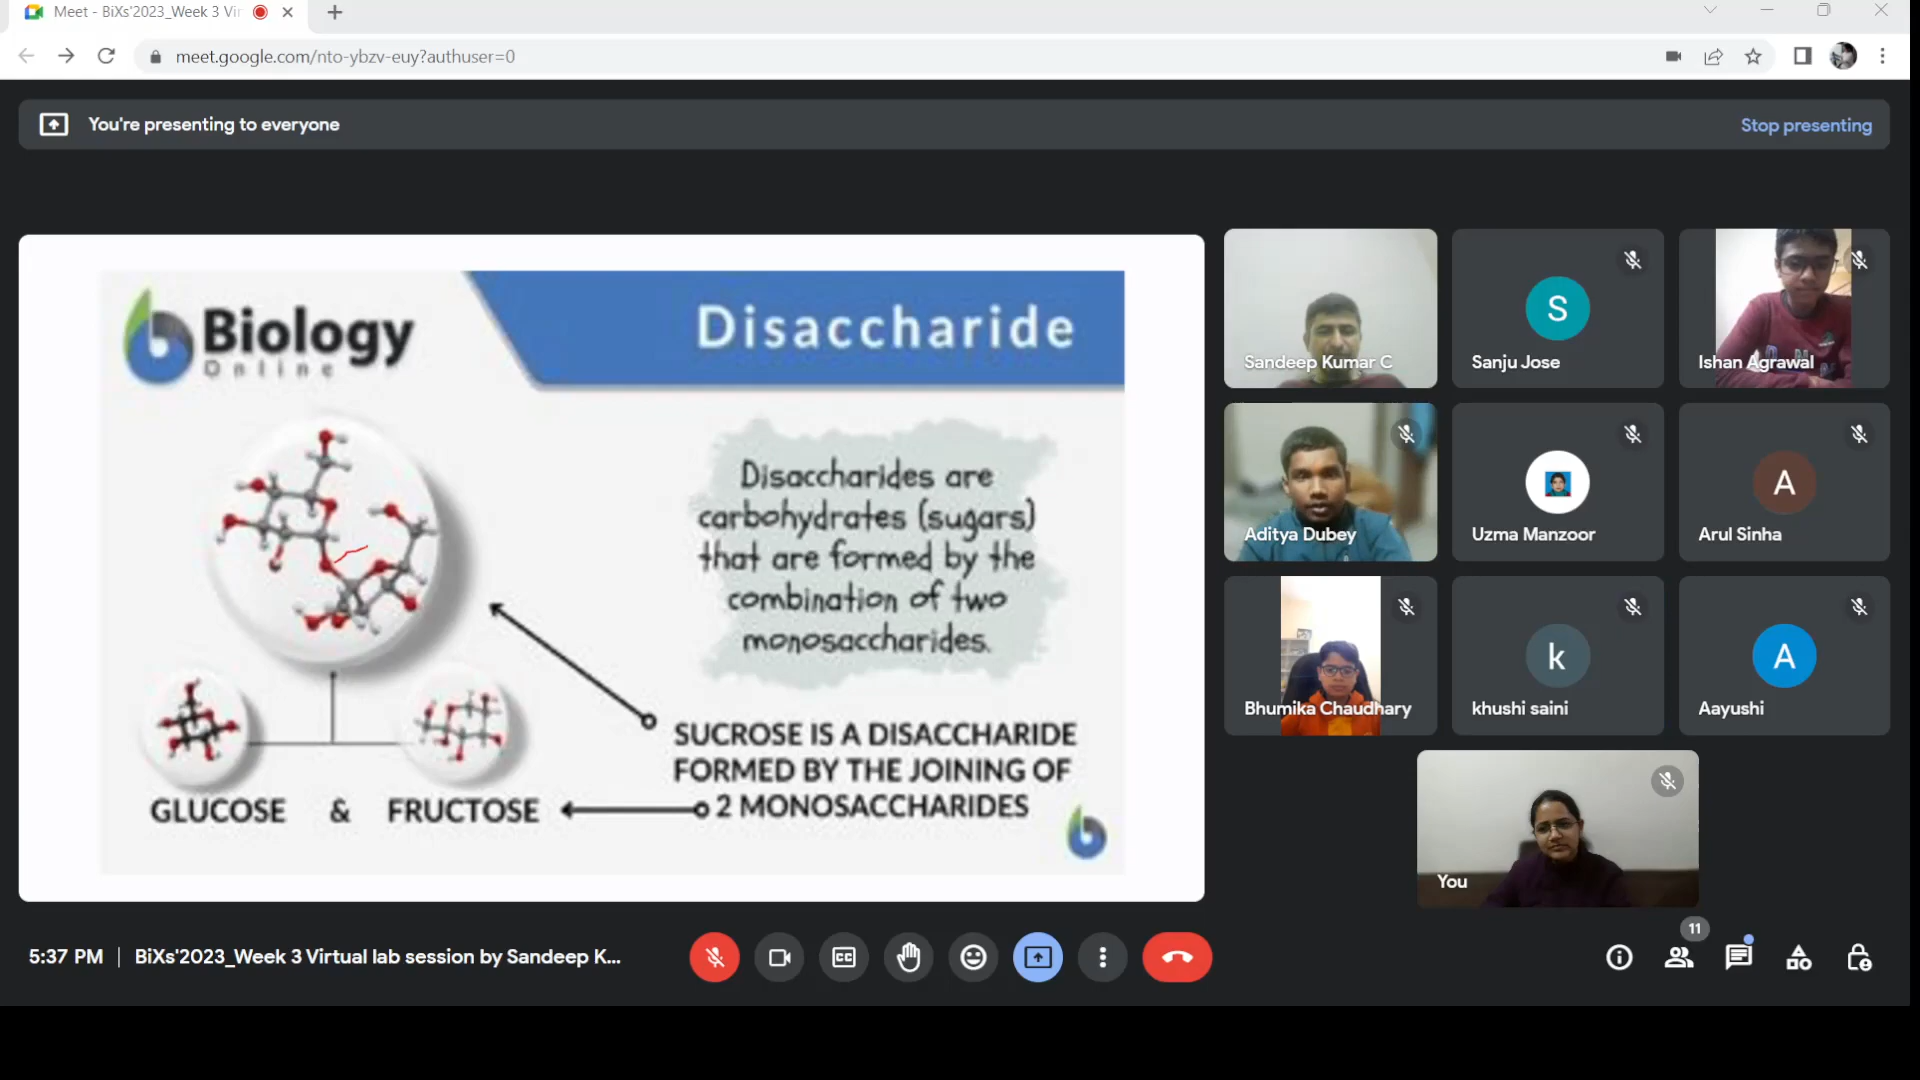 Meet - BiXs'2023_Week 3 Vir
meet.google.com/nto-ybzv-euy?authuser=0
You're presenting to everyone
Stop presenting
Biology
Online
Disaccharide
Disaccharides are
carbohydrates (sugars)
that are formed by the
combination of two
monosaccharides.
SUCROSE IS A DISACCHARIDE
FORMED BY THE JOINING OF
2 MONOSACCHARIDES
GLUCOSE & FRUCTOSE
Sandeep Kumar C
S
Sanju Jose
Ishan Agrawal
Aditya Dubey
Uzma Manzoor
A
Arul Sinha
Bhumika Chaudhary
k
khushi saini
A
Aayushi
You
5:37 PM | BiXs'2023_Week 3 Virtual lab session by Sandeep K...
CC
11